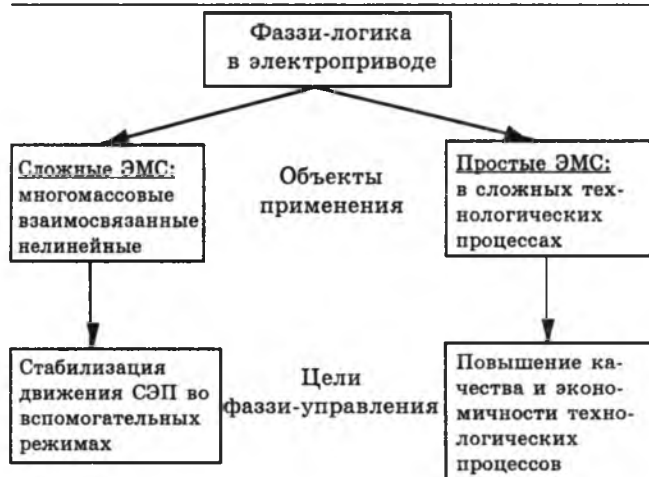 Фаззи-логика
в электроприводе
Сложные ЭМС:
многомассовые
взаимосвязанные
нелинейные
Объекты
применения
Простые ЭМС:
в сложных тех-
нологических
процессах
Стабилизация
движения СЭП во
вспомогательных
режимах
Цели
фаззи-управления
Повышение ка-
чества и эконо-
мичности техно-
логических
процессов